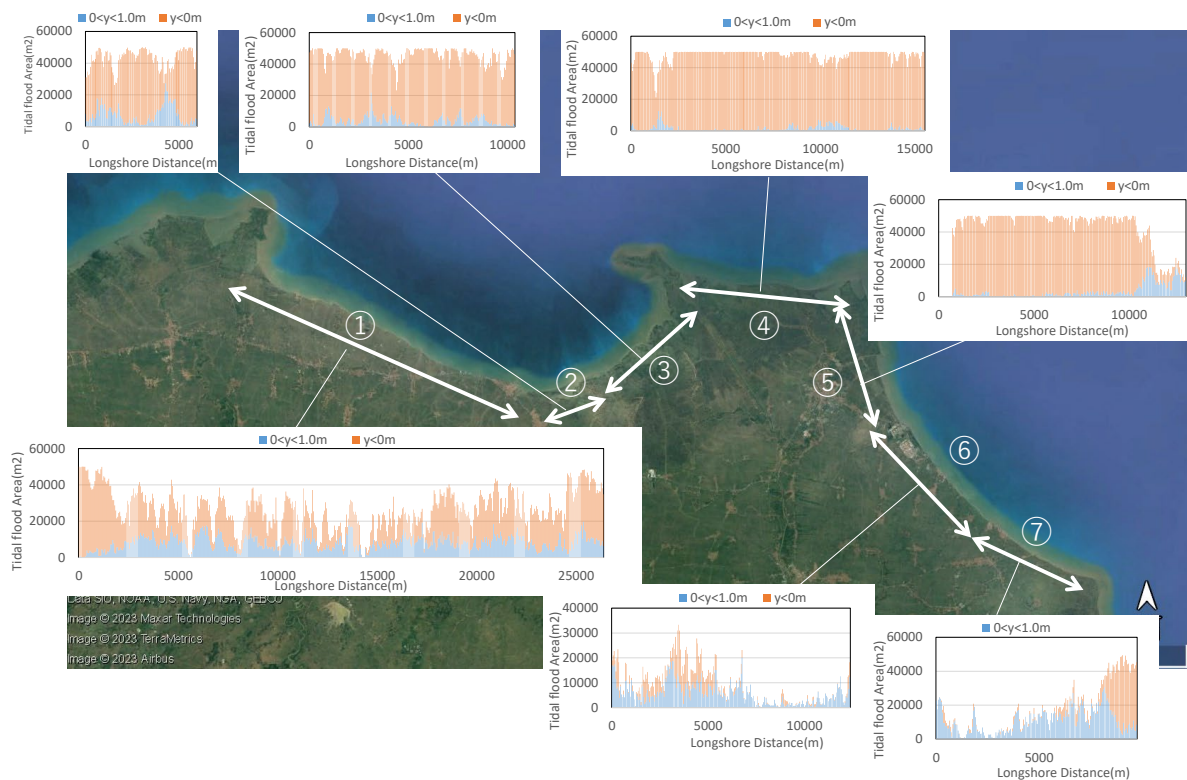 0<y<1.0m y<0m
60000
40000
20000
0
0 5000
Tidal flood Area(m2)
Longshore Distance(m)
0<y<1.0m y<0m
60000
40000
20000
0
0 5000 10000
Tidal flood Area(m2)
Longshore Distance(m)
0<y<1.0m y<0m
60000
40000
20000
0
0 5000 10000 15000
Tidal flood Area(m2)
Longshore Distance(m)
0<y<1.0m y<0m
60000
40000
20000
0
0 5000 10000
Tidal flood Area(m2)
Longshore Distance(m)
①
②
③
④
⑤
⑥
⑦
0<y<1.0m y<0m
60000
40000
20000
0
0 5000 10000 15000 20000 25000
Tidal flood Area(m2)
Longshore Distance(m)
Data SIO, NOAA, U.S. Navy, NGA, GEBCO
Image © 2023 Maxar Technologies
Image © 2023 TerraMetrics
Image © 2023 Airbus
0<y<1.0m y<0m
40000
30000
20000
10000
0
0 5000 10000
Tidal flood Area(m2)
Longshore Distance(m)
0<y<1.0m
60000
40000
20000
0
0 5000
Tidal flood Area(m2)
Longshore Distance(m)